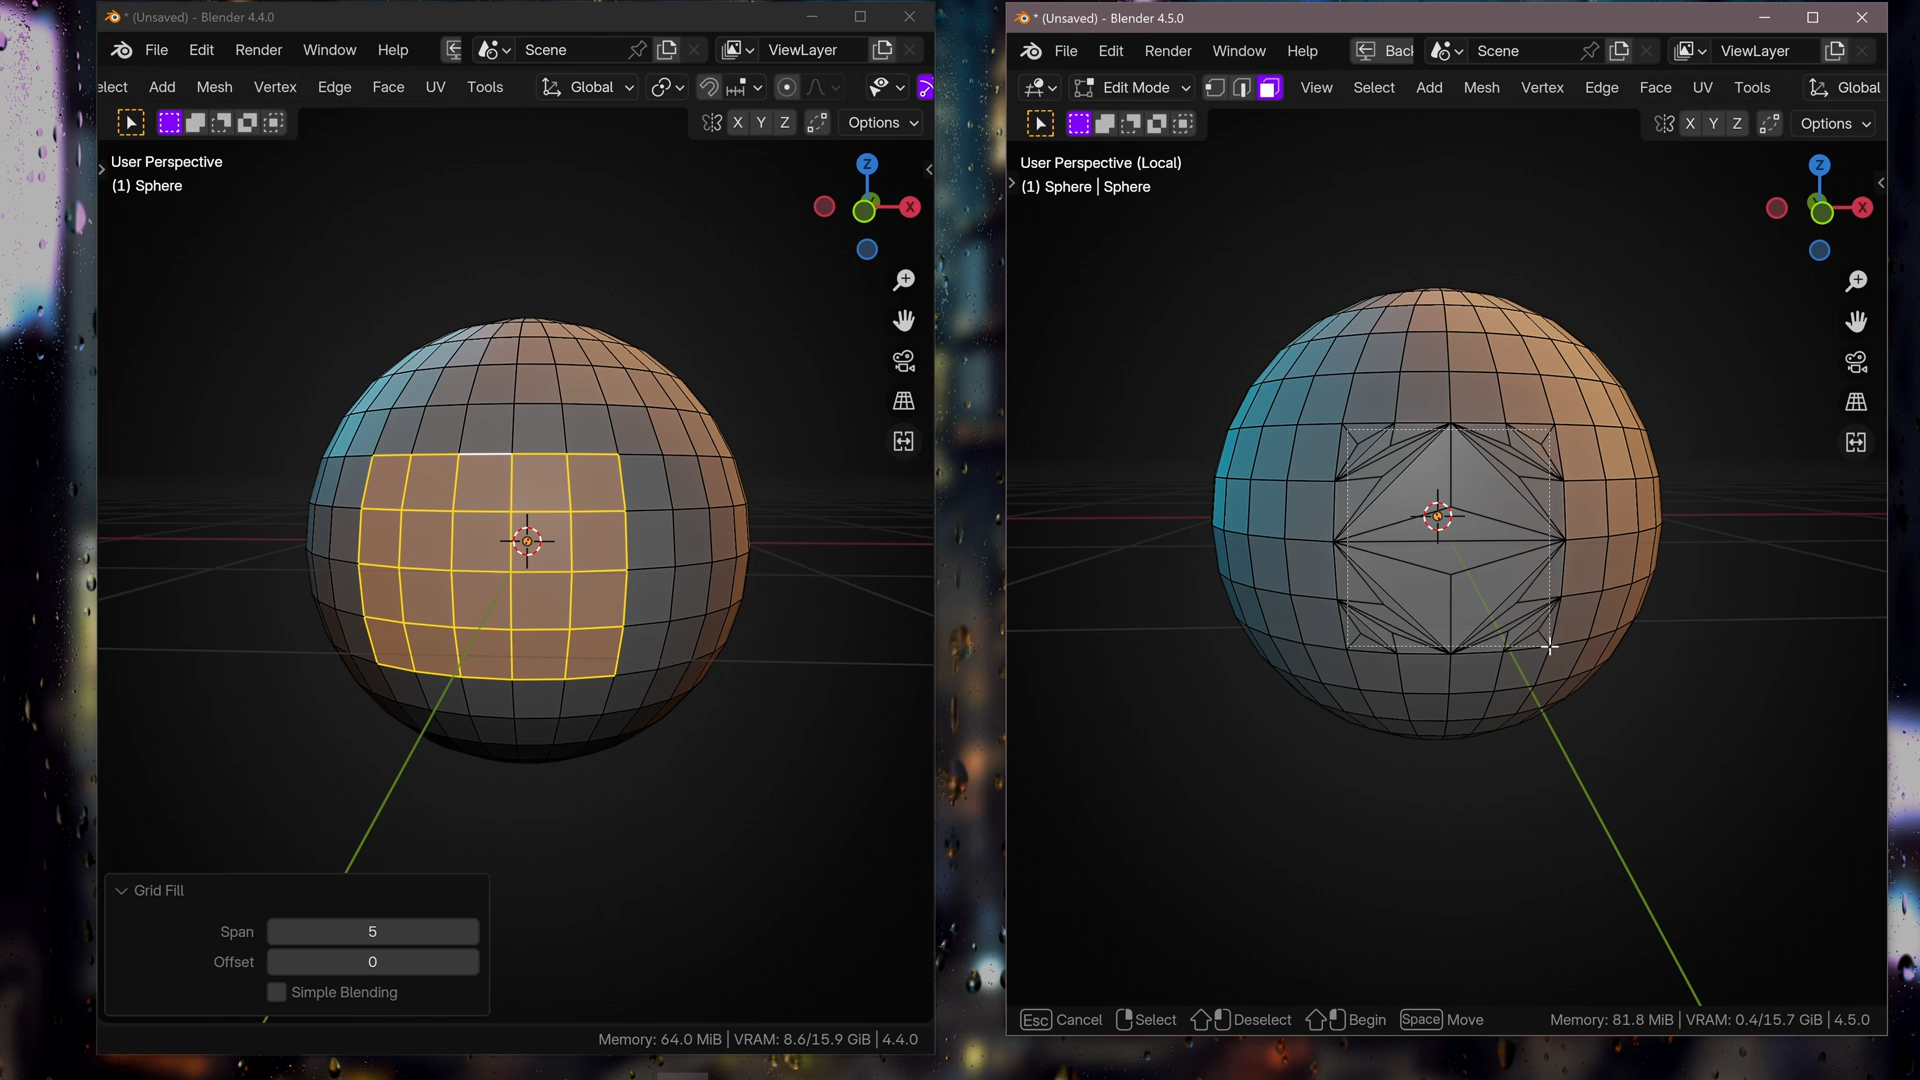 * (Unsaved) - Blender 4.4.0
File Edit Render Window Help Scene ViewLayer
elect Add Mesh Vertex Edge Face UV Tools Global
X Y Z Options
User Perspective
(1) Sphere
Z
X
Grid Fill
Span 5
Offset 0
Simple Blending
Memory: 64.0 MiB | VRAM: 8.6/15.9 GiB | 4.4.0
* (Unsaved) - Blender 4.5.0
File Edit Render Window Help Bacl Scene ViewLayer
Edit Mode View Select Add Mesh Vertex Edge Face UV Tools Global
X Y Z Options
User Perspective (Local)
(1) Sphere | Sphere
Z
X
Esc Cancel Select Deselect Begin Space Move Memory: 81.8 MiB | VRAM: 0.4/15.7 GiB | 4.5.0